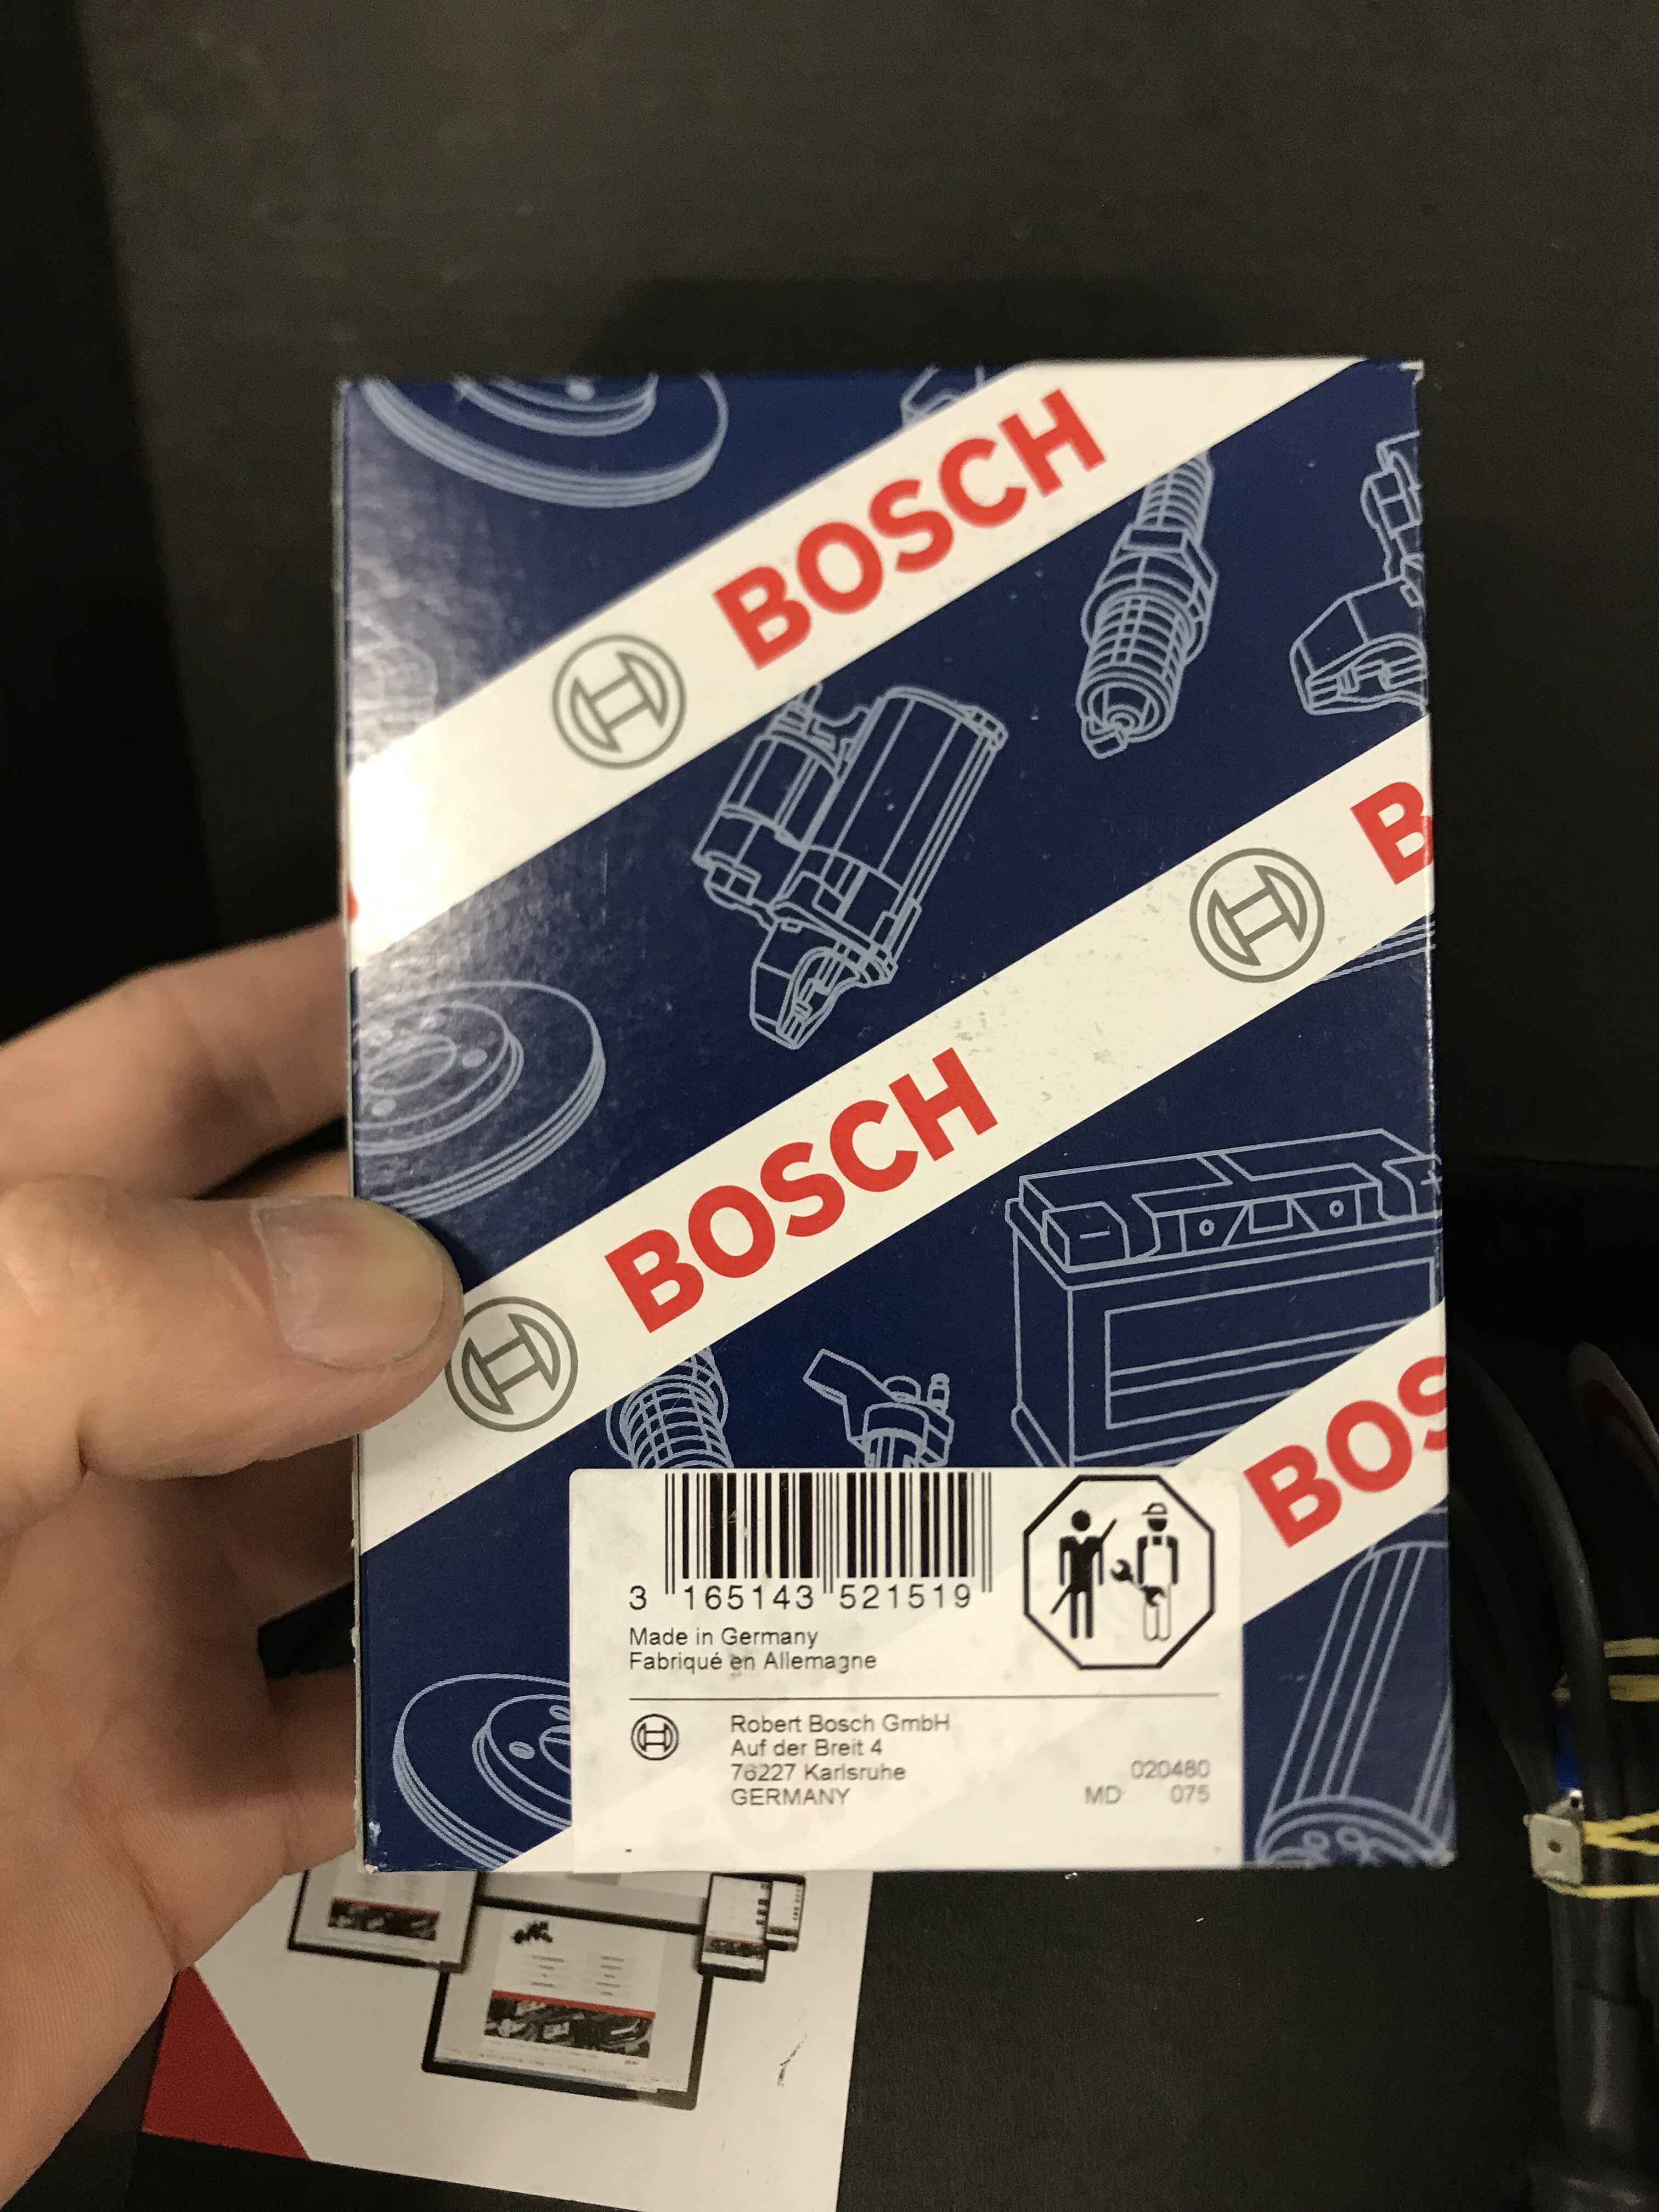 BOSCH
B
BOSCH
BOS
3 165143 521519
Made in Germany
Fabriqué en Allemagne
Robert Bosch GmbH
Auf der Breit 4
76227 Karlsruhe
GERMANY
020480
MD 075